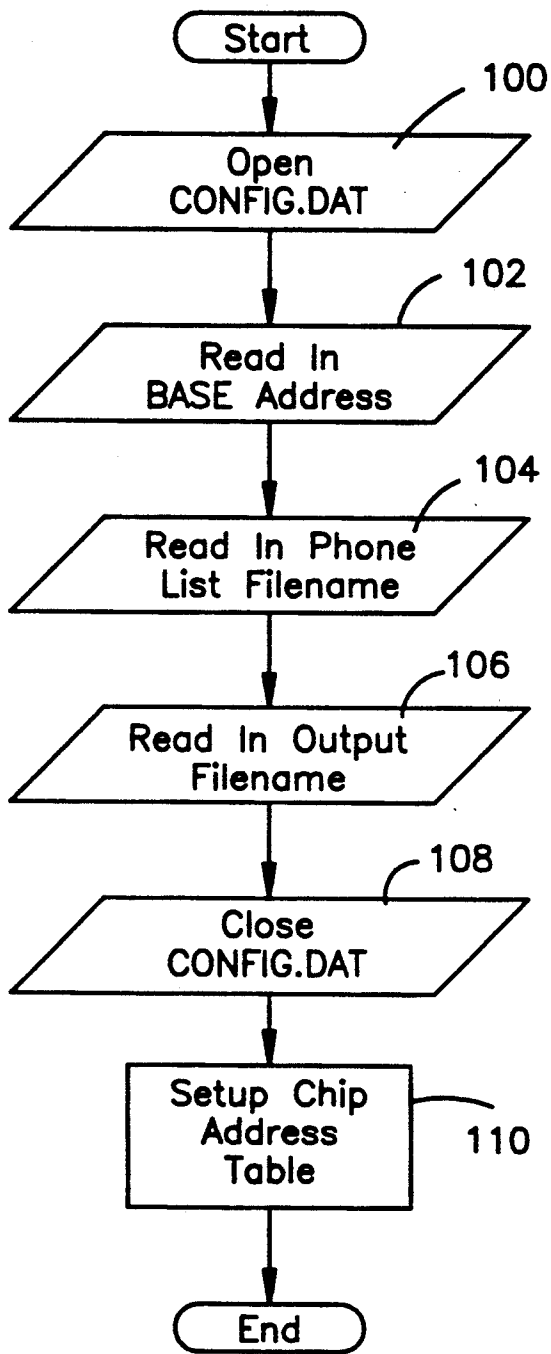 Start
100
Open
CONFIG.DAT
102
Read In
BASE Address
104
Read In Phone
List Filename
106
Read In Output
Filename
108
Close
CONFIG.DAT
Setup Chip
Address
Table
110
End